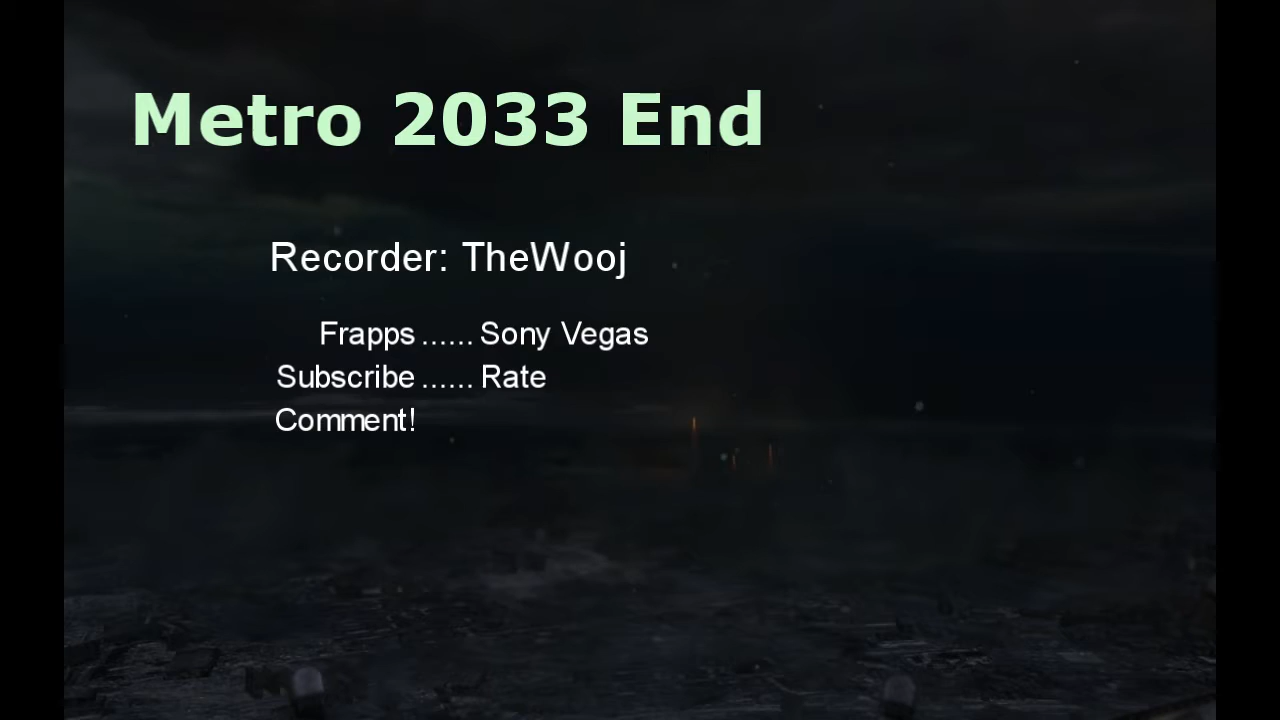 Metro 2033 End
Recorder: TheWooj
Frapps ...... Sony Vegas
Subscribe ...... Rate
Comment!